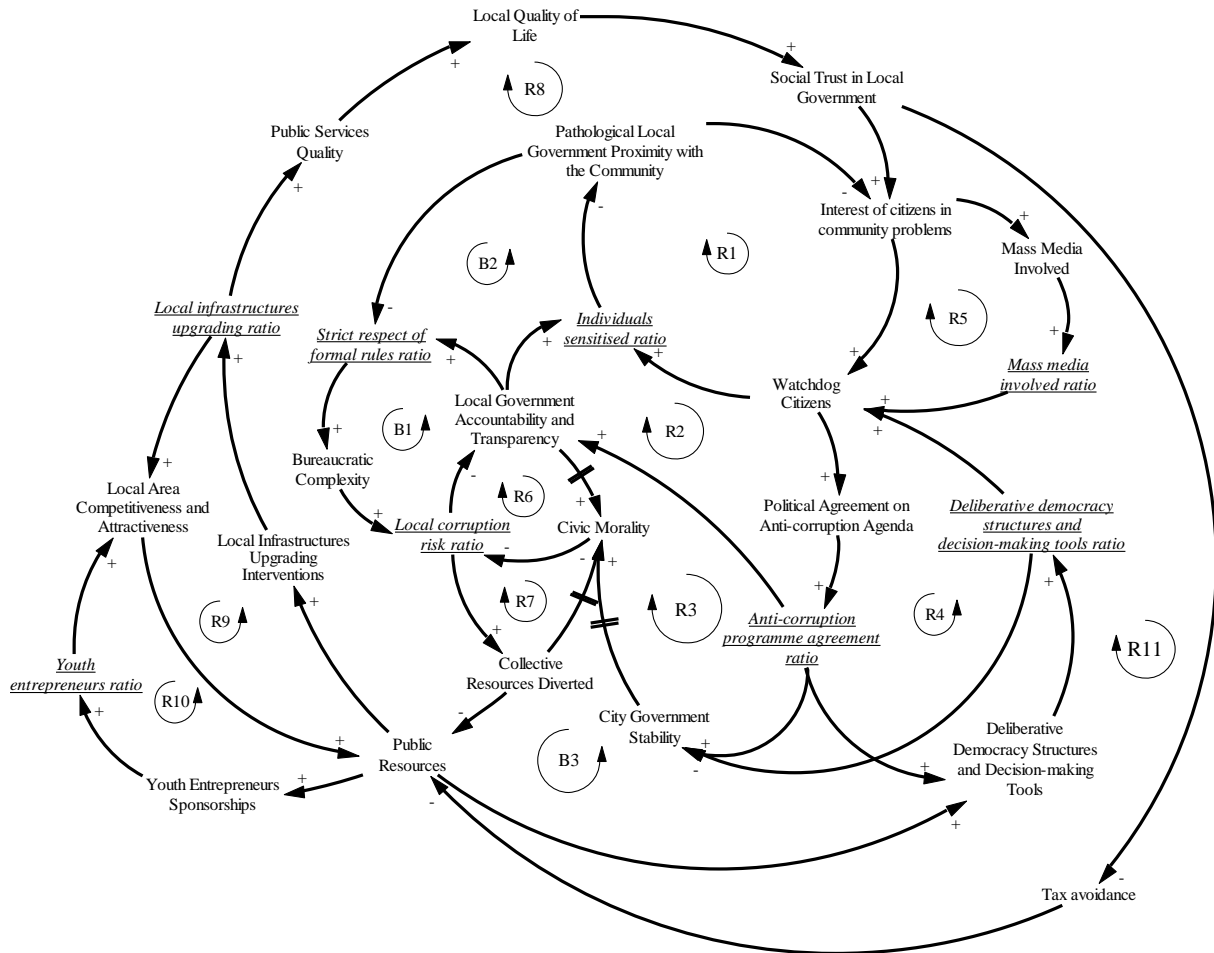 Local Quality of
Life
+
+
R8
Social Trust in Local
Government
Public Services
Quality
+
Pathological Local
Government Proximity with
the Community
-
+
-
Interest of citizens in
community problems
+
Mass Media
Involved
B2
R1
R5
Local infrastructures
upgrading ratio
+
-
Strict respect of
formal rules ratio
+
+
Individuals
sensitised ratio
+
+
Mass media
involved ratio
+
Watchdog
Citizens
+
+
Local Government
Accountability and
Transparency
B1
R2
+
+
Bureaucratic
Complexity
-
R6
+
+
Local Area
Competitiveness and
Attractiveness
+
Local corruption
risk ratio
-
Civic Morality
-
+
+
Political Agreement on
Anti-corruption Agenda
Deliberative democracy
structures and
decision-making tools ratio
+
Local Infrastructures
Upgrading
Interventions
+
+
R7
R3
+
Anti-corruption
programme agreement
ratio
R4
R9
R11
+
Youth
entrepreneurs ratio
+
R10
Collective
Resources Diverted
-
City Government
Stability
+
-
Deliberative
Democracy Structures
and Decision-making
Tools
+
+
Public
Resources
-
+
B3
Youth Entrepreneurs
Sponsorships
+
-
Tax avoidance